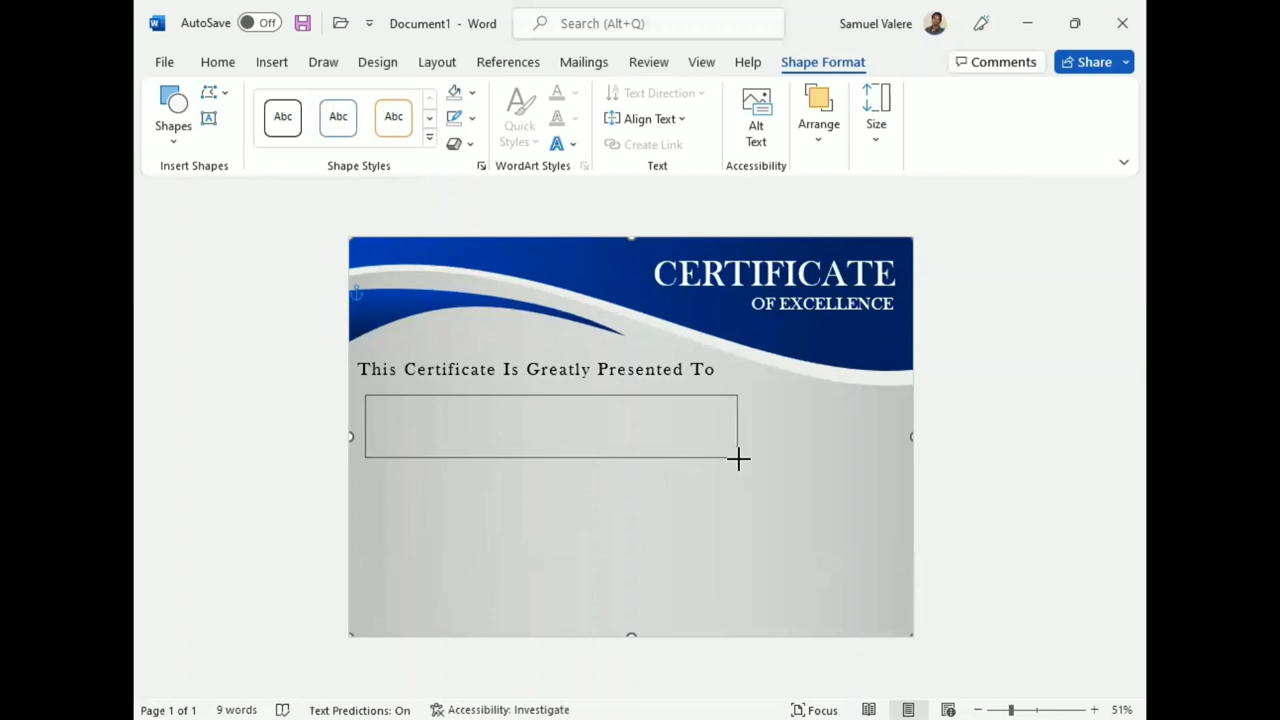 AutoSave Off Document1 - Word Search (Alt+Q) Samuel Valere
File Home Insert Draw Design Layout References Mailings Review View Help Shape Format Comments Share
Shapes Abc Abc Abc Quick Styles Text Direction Align Text Create Link Alt Text Arrange Size
Insert Shapes Shape Styles WordArt Styles Text Accessibility
CERTIFICATE
OF EXCELLENCE
This Certificate Is Greatly Presented To
Page 1 of 1 9 words Text Predictions: On Accessibility: Investigate Focus 51%